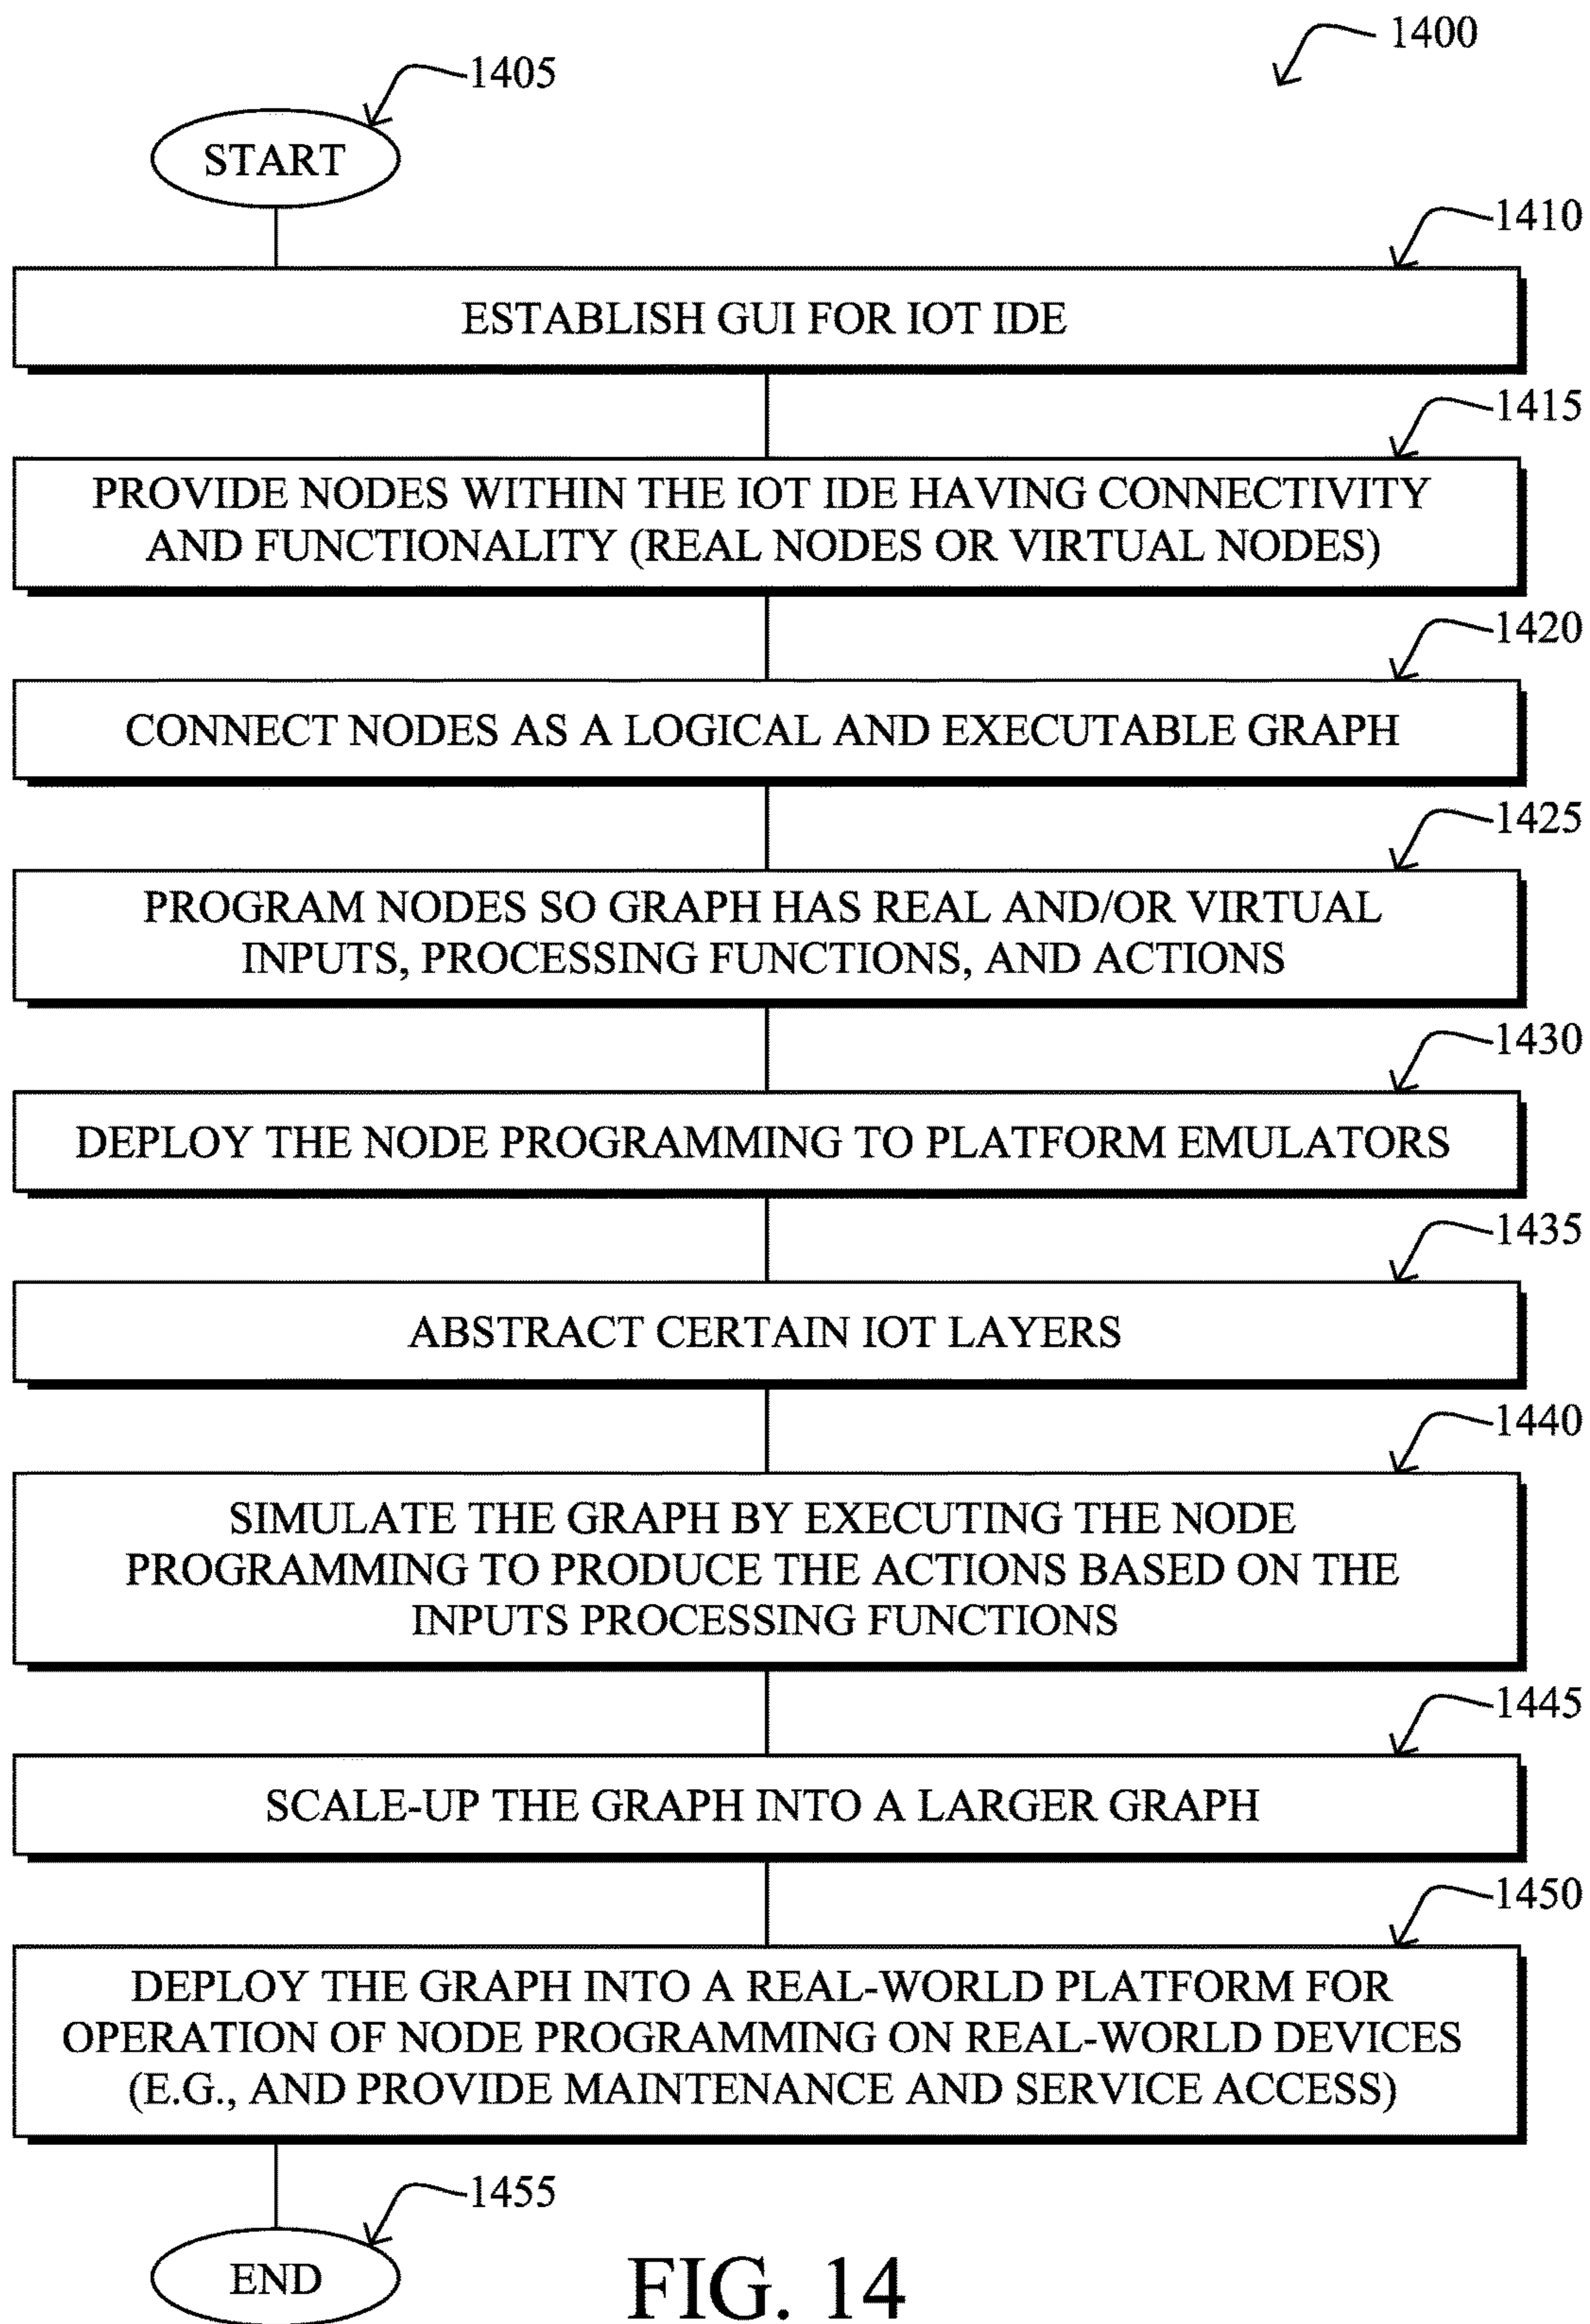 1400
1405
START
1410
ESTABLISH GUI FOR IOT IDE
1415
PROVIDE NODES WITHIN THE IOT IDE HAVING CONNECTIVITY
AND FUNCTIONALITY (REAL NODES OR VIRTUAL NODES)
1420
CONNECT NODES AS A LOGICAL AND EXECUTABLE GRAPH
1425
PROGRAM NODES SO GRAPH HAS REAL AND/OR VIRTUAL
INPUTS, PROCESSING FUNCTIONS, AND ACTIONS
1430
DEPLOY THE NODE PROGRAMMING TO PLATFORM EMULATORS
1435
ABSTRACT CERTAIN IOT LAYERS
1440
SIMULATE THE GRAPH BY EXECUTING THE NODE
PROGRAMMING TO PRODUCE THE ACTIONS BASED ON THE
INPUTS PROCESSING FUNCTIONS
1445
SCALE-UP THE GRAPH INTO A LARGER GRAPH
1450
DEPLOY THE GRAPH INTO A REAL-WORLD PLATFORM FOR
OPERATION OF NODE PROGRAMMING ON REAL-WORLD DEVICES
(E.G., AND PROVIDE MAINTENANCE AND SERVICE ACCESS)
1455
END
FIG. 14